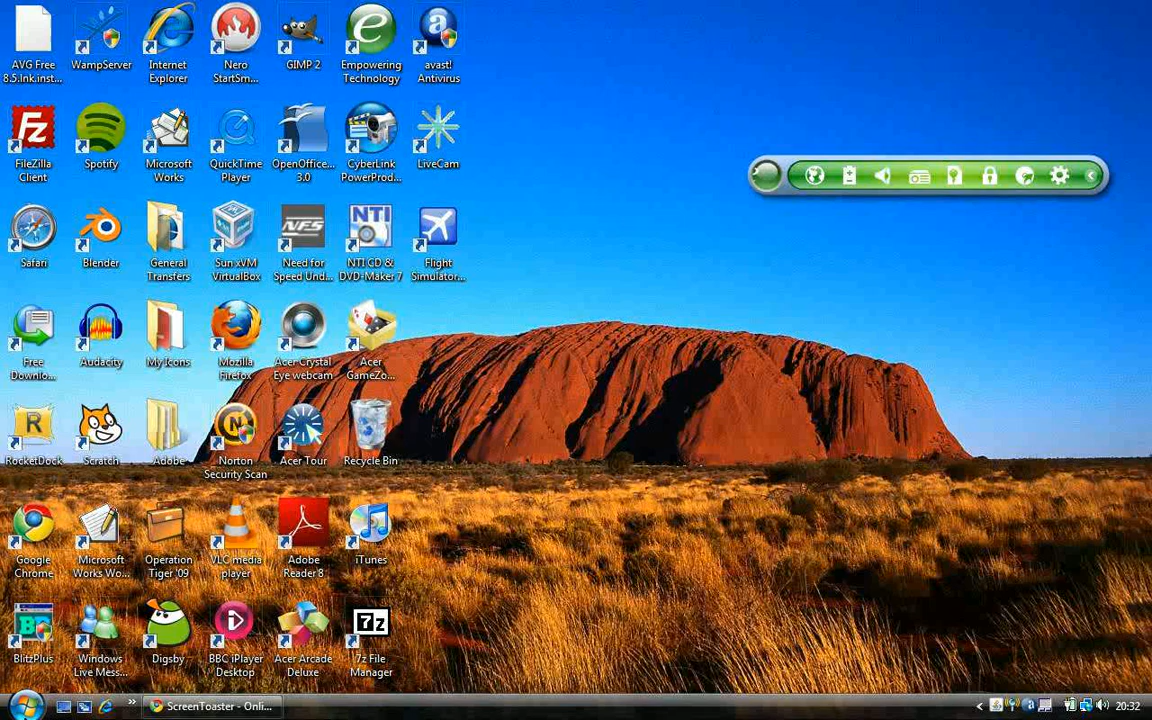 AVG Free
8.5.lnk.inst...
WampServer
Internet
Explorer
Nero
StartSm...
GIMP 2
Empowering
Technology
avast!
Antivirus
FileZilla
Client
Spotify
Microsoft
Works
QuickTime
Player
OpenOffice...
3.0
CyberLink
PowerProd...
LiveCam
Safari
Blender
General
Transfers
Sun xVM
VirtualBox
NFS
Need for
Speed Und...
NTI
NTI CD &
DVD-Maker 7
Flight
Simulator...
Free
Downlo...
Audacity
My Icons
Mozilla
Firefox
Acer Crystal
Eye webcam
Acer
GameZo...
RocketDock
Scratch
Adobe
Norton
Security Scan
Acer Tour
Recycle Bin
Google
Chrome
Microsoft
Works Wo...
Operation
Tiger '09
VLC media
player
Adobe
Reader 8
iTunes
BlitzPlus
Windows
Live Mess...
Digsby
BBC iPlayer
Desktop
Acer Arcade
Deluxe
7z
7z File
Manager
ScreenToaster - Onli...
20:32